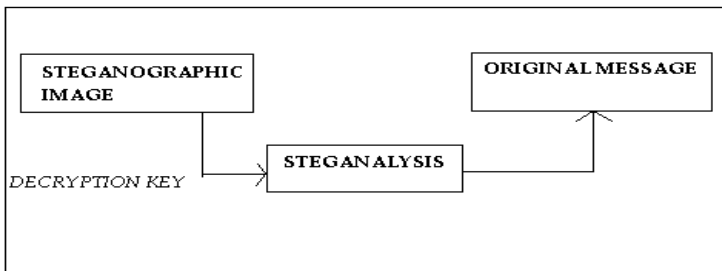 STEGANOGRAPHIC
IMAGE
ORIGINAL MESSAGE
STEGANALYSIS
DECRYPTION KEY